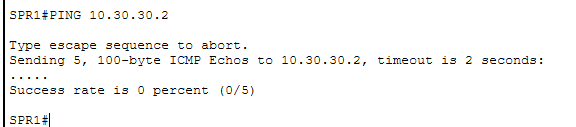 SPR1#PING 10.30.30.2
Type escape sequence to abort.
Sending 5, 100-byte ICMP Echos to 10.30.30.2, timeout is 2 seconds:
.....
Success rate is 0 percent (0/5)
SPR1#